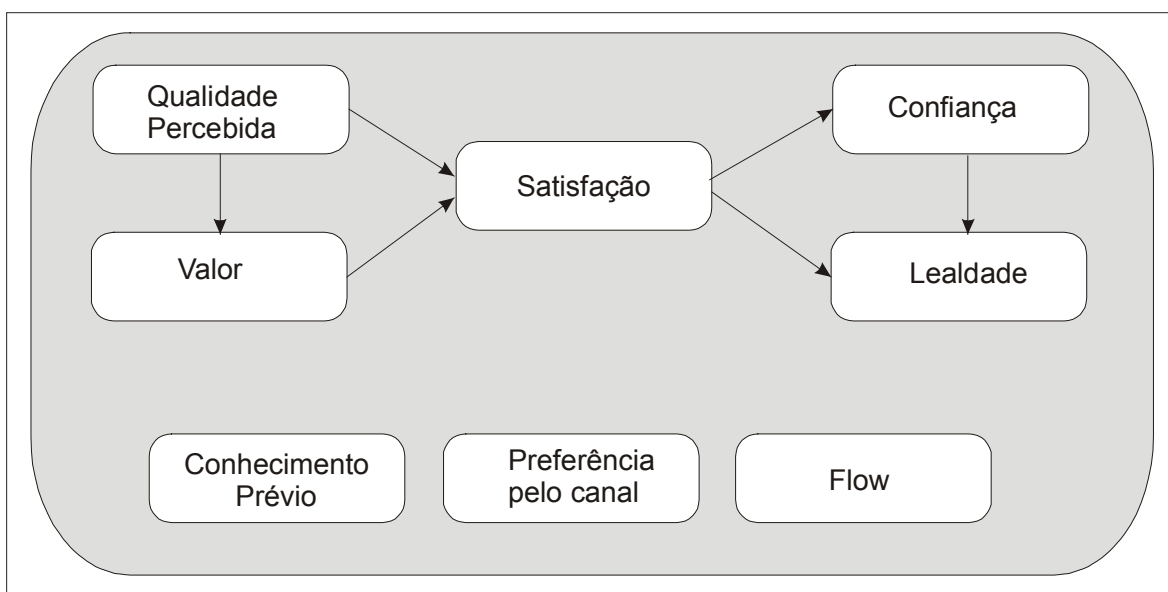 Qualidade
Percebida
Confiança
Satisfação
Valor
Lealdade
Conhecimento
Prévio
Preferência
pelo canal
Flow